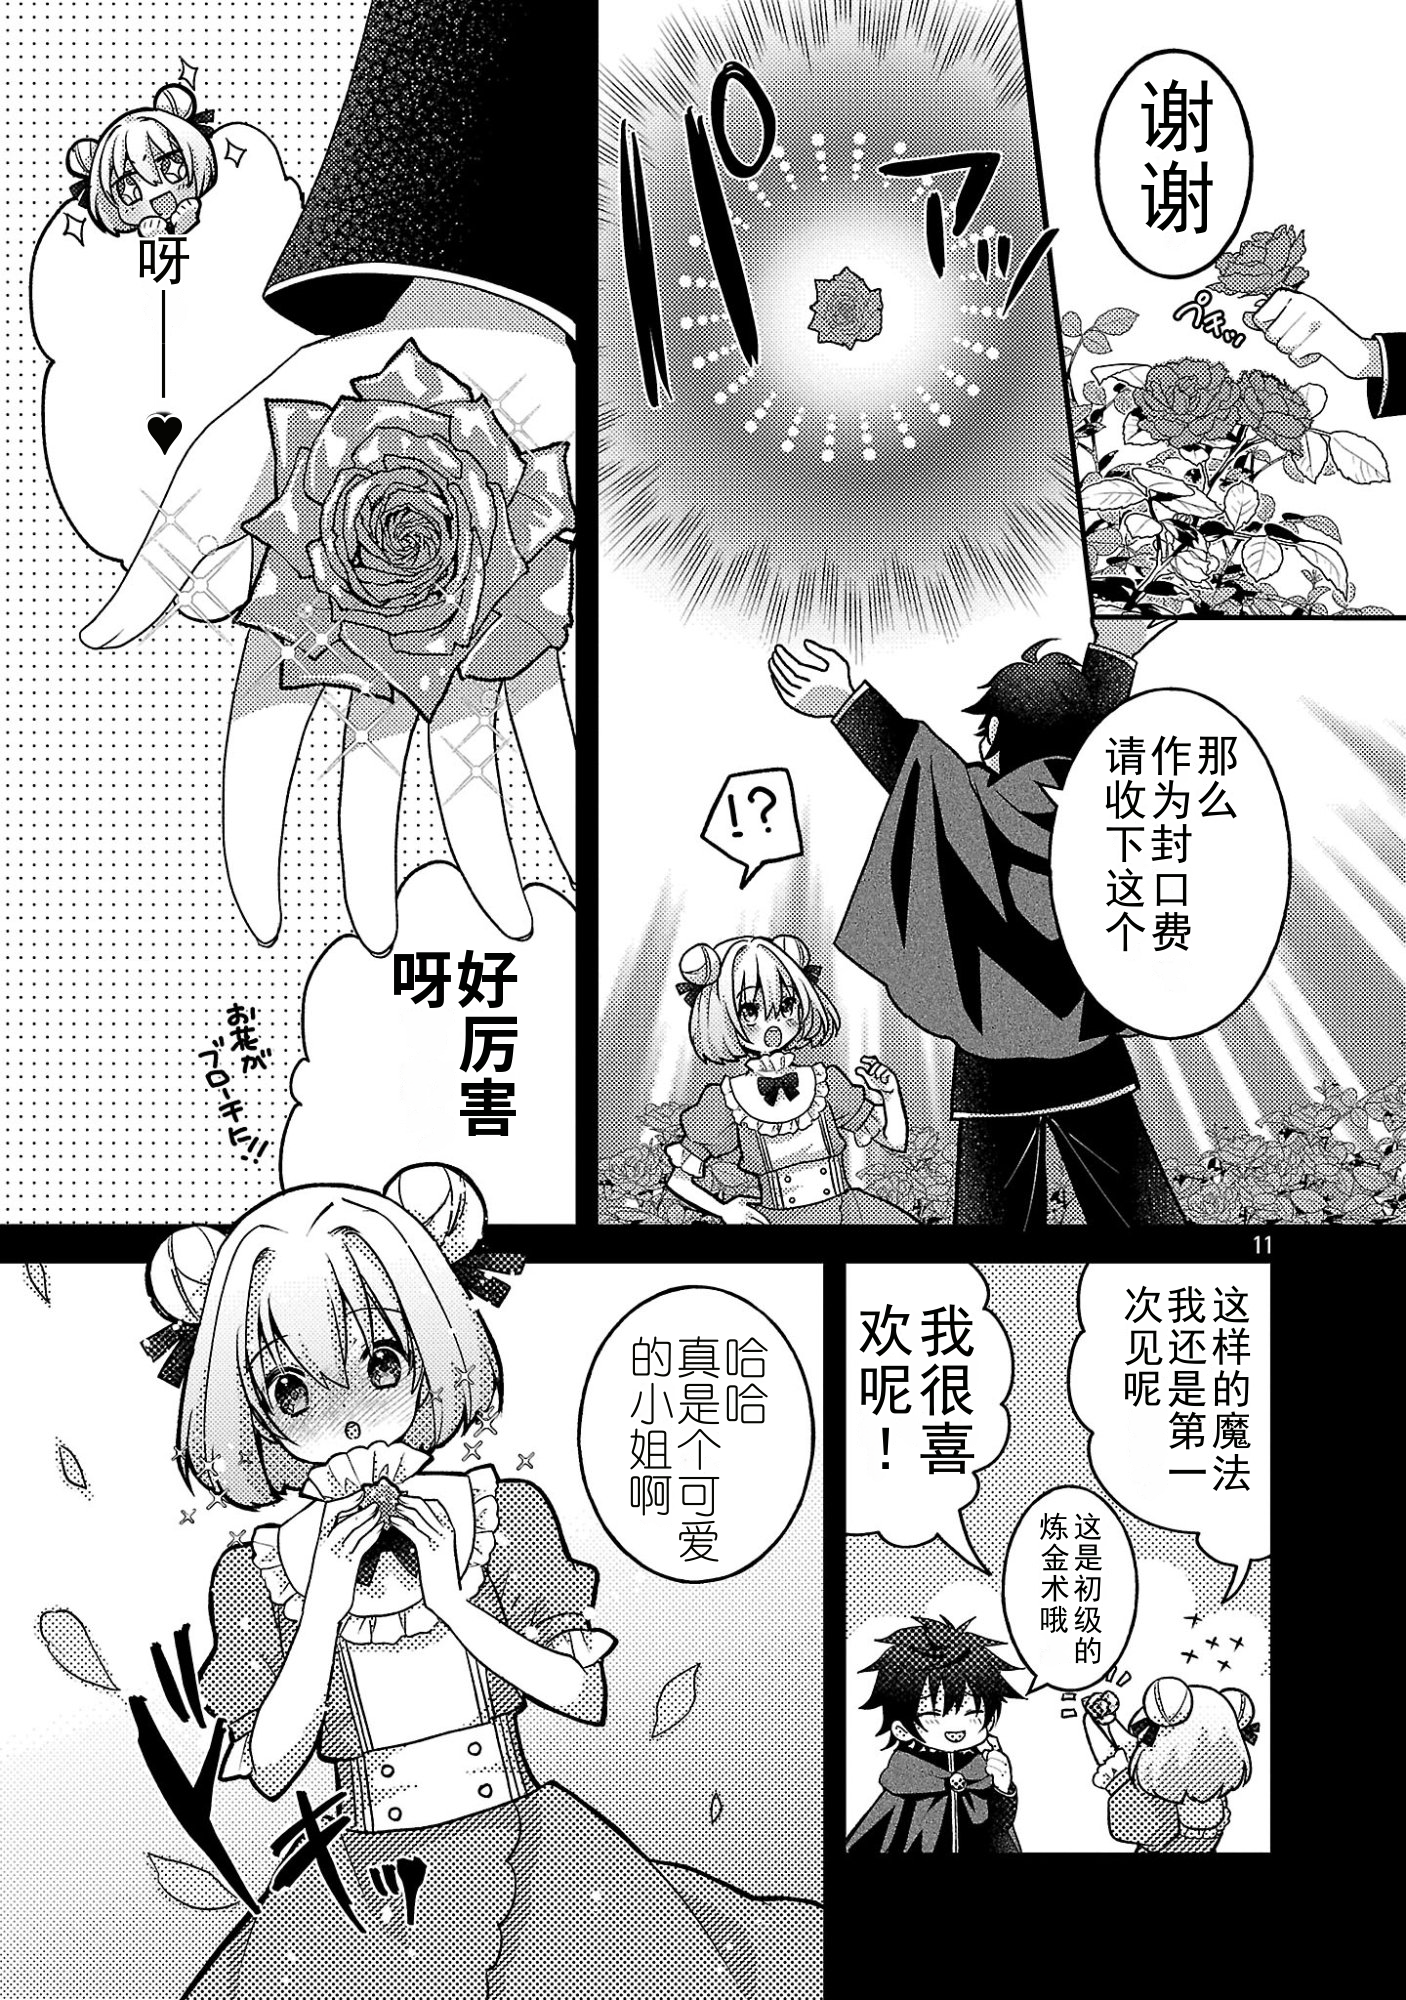 谢
谢
ぺきっ
パアッ
那么
作为封口费
请收下这个
!?
呀
——
♥
好厉害
呀
お花が
ブローチに!!
11
这样的魔法
我还是第一
次见呢
我很喜
欢呢！
这是初级的
炼金术哦
哈哈
真是个可爱
的小姐啊
ドキッ